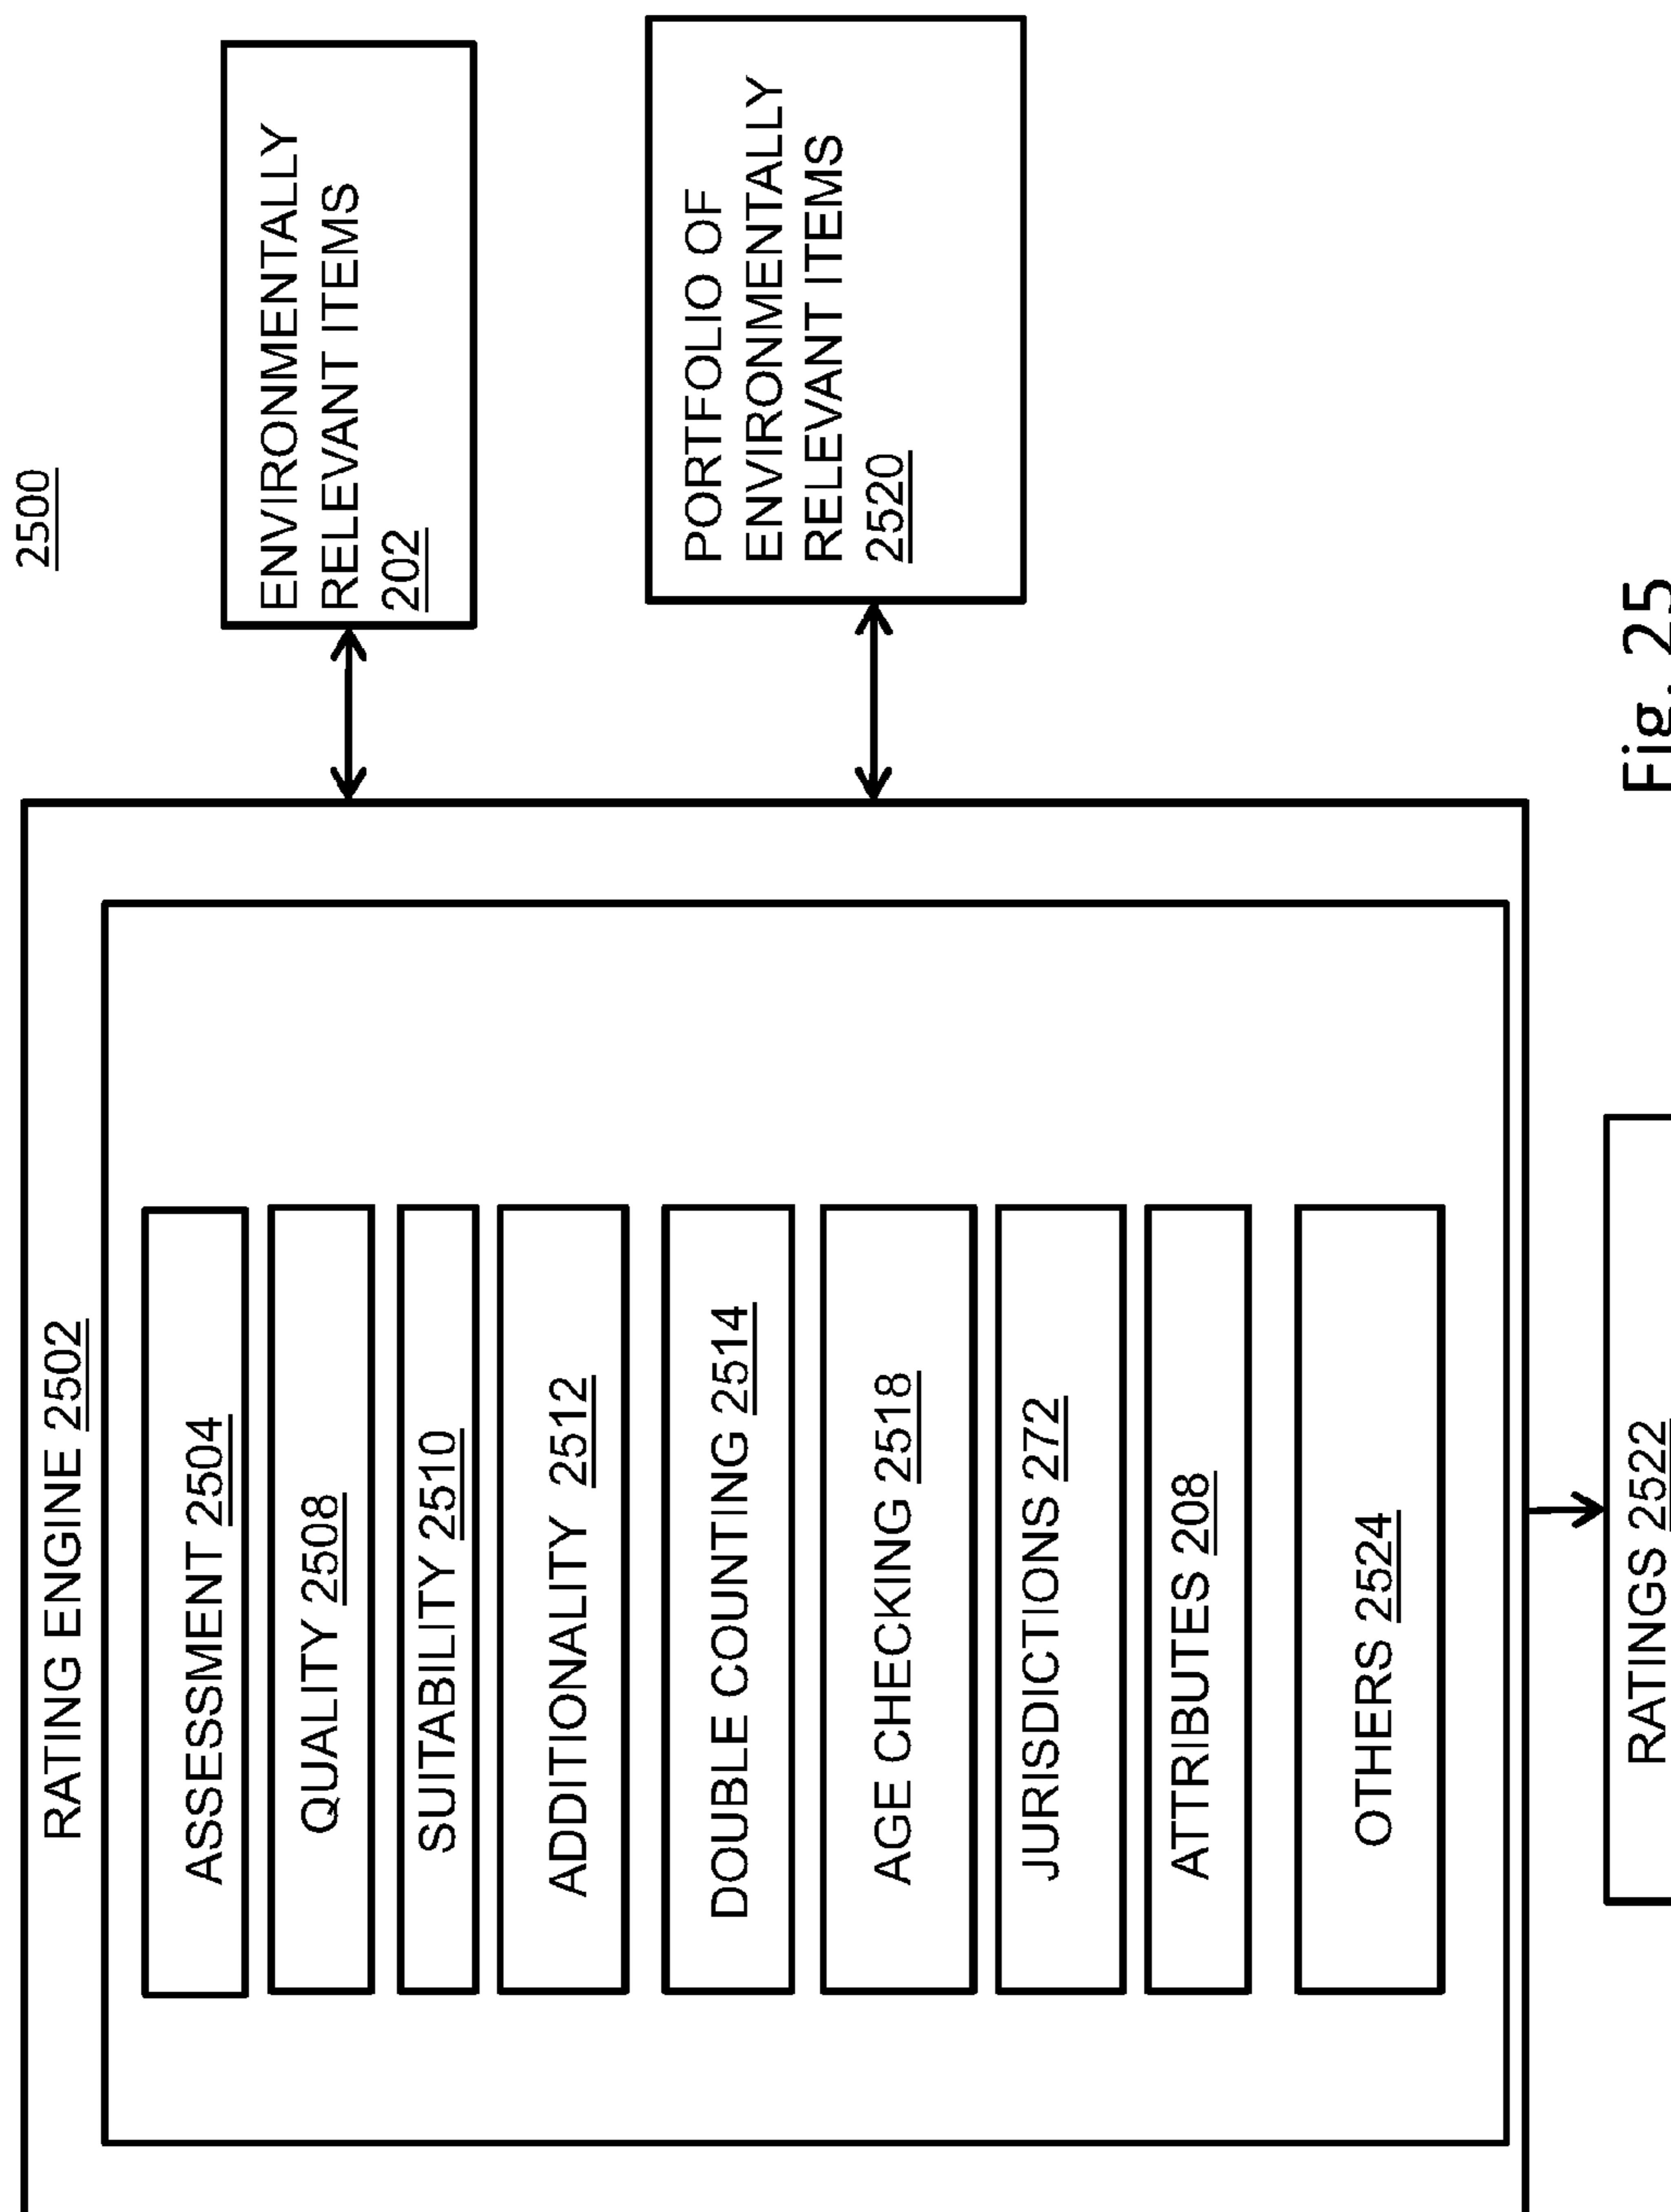 2500
RATING ENGINE 2502
ASSESSMENT 2504
QUALITY 2508
SUITABILITY 2510
ADDITIONALITY 2512
DOUBLE COUNTING 2514
AGE CHECKING 2518
JURISDICTIONS 272
ATTRIBUTES 208
OTHERS 2524
ENVIRONMENTALLY
RELEVANT ITEMS
202
PORTFOLIO OF
ENVIRONMENTALLY
RELEVANT ITEMS
2520
RATINGS 2522
Fig. 25